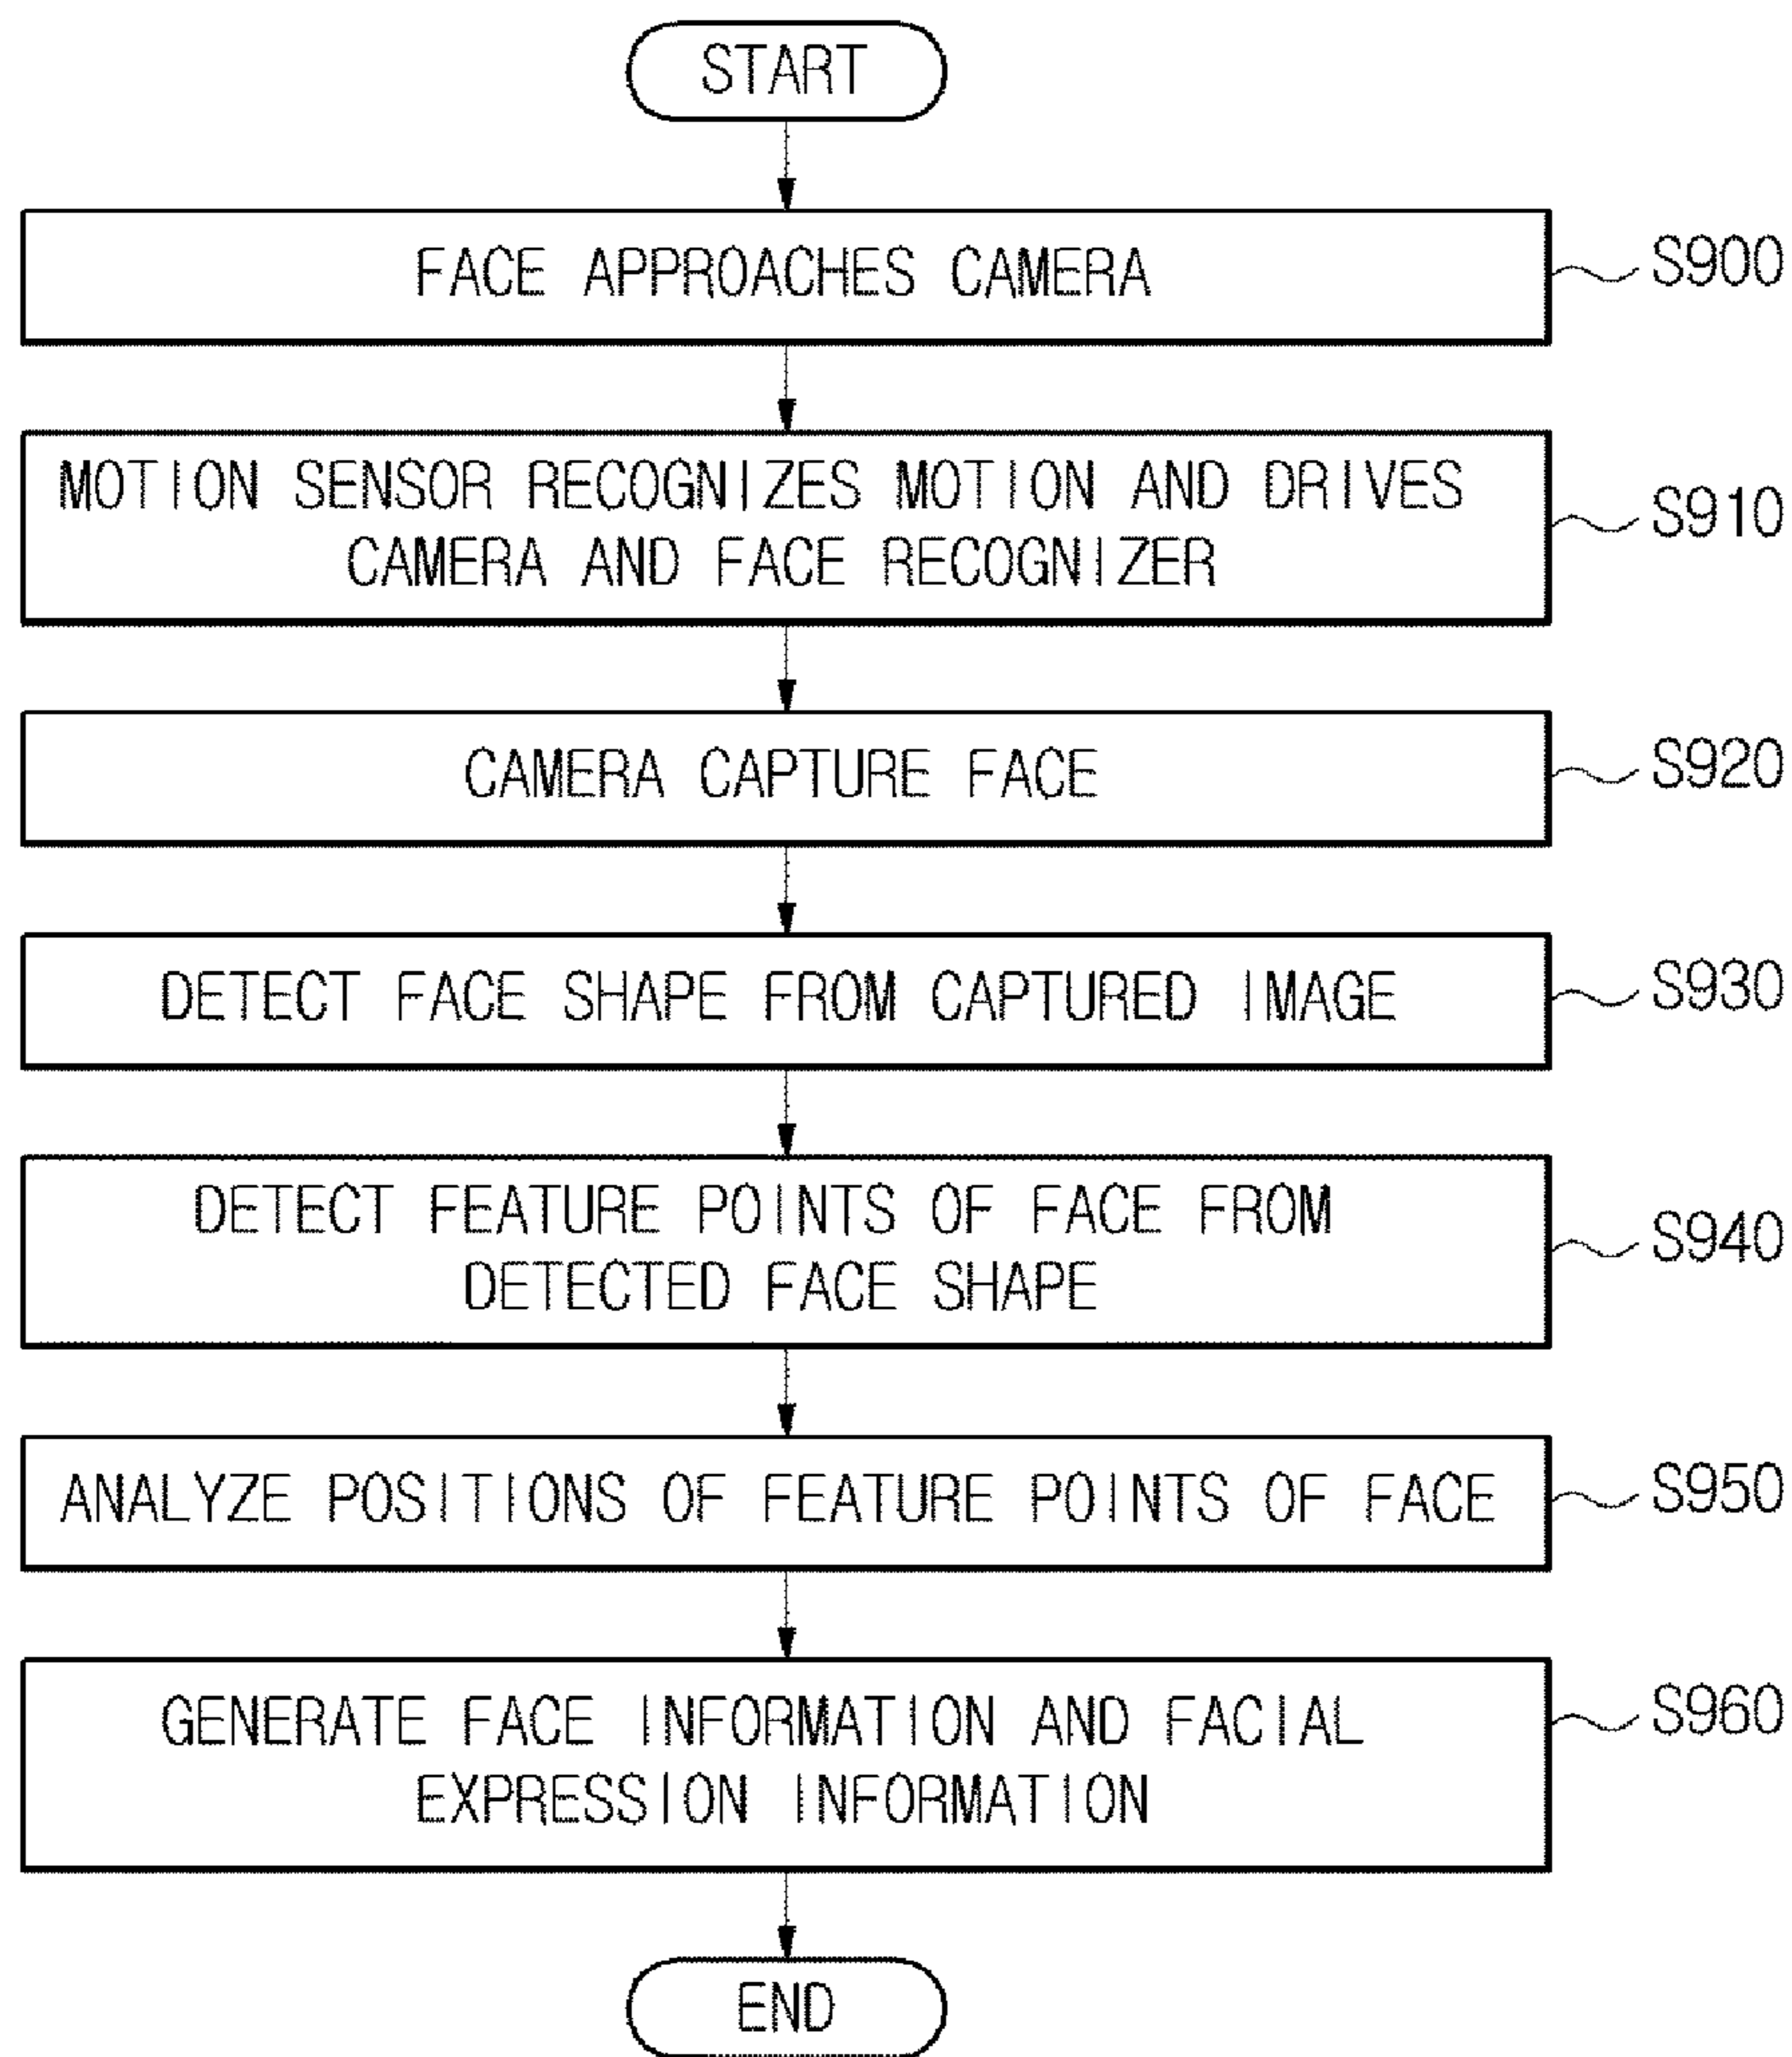 START
FACE APPROACHES CAMERA
S900
MOTION SENSOR RECOGNIZES MOTION AND DRIVES
CAMERA AND FACE RECOGNIZER
S910
CAMERA CAPTURE FACE
S920
DETECT FACE SHAPE FROM CAPTURED IMAGE
S930
DETECT FEATURE POINTS OF FACE FROM
DETECTED FACE SHAPE
S940
ANALYZE POSITIONS OF FEATURE POINTS OF FACE
S950
GENERATE FACE INFORMATION AND FACIAL
EXPRESSION INFORMATION
S960
END